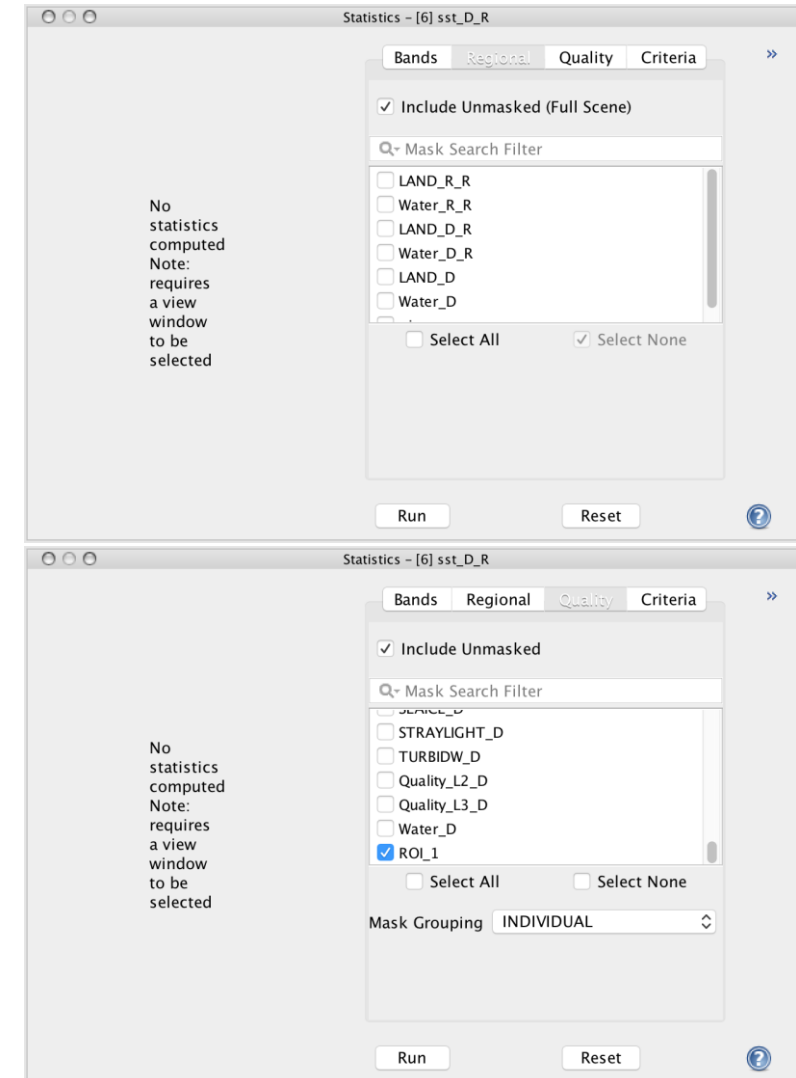 Statistics – [6] sst_D_R
Bands Regional Quality Criteria »
Include Unmasked (Full Scene)
Mask Search Filter
LAND_R_R
Water_R_R
LAND_D_R
Water_D_R
LAND_D
Water_D
No
statistics
computed
Note:
requires
a view
window
to be
selected
Select All Select None
Run Reset ?
Statistics – [6] sst_D_R
Bands Regional Quality Criteria »
Include Unmasked
Mask Search Filter
STRAYLIGHT_D
TURBIDW_D
Quality_L2_D
Quality_L3_D
Water_D
ROI_1
No
statistics
computed
Note:
requires
a view
window
to be
selected
Select All Select None
Mask Grouping INDIVIDUAL
Run Reset ?